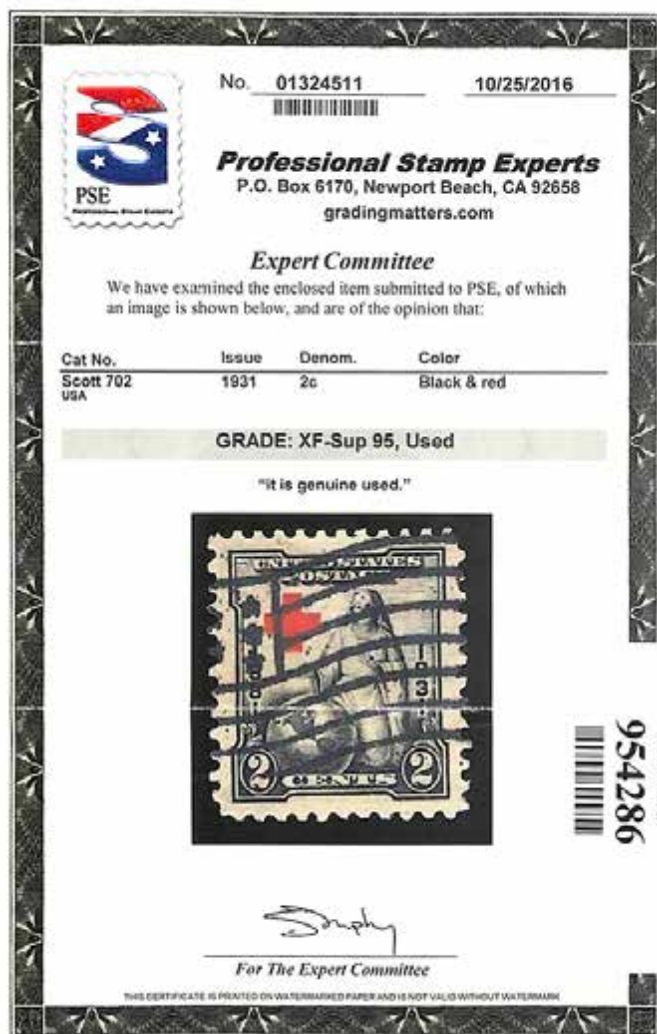 No. 01324511 10/25/2016
PSE
PROFESSIONAL STAMP EXPERTS
Professional Stamp Experts
P.O. Box 6170, Newport Beach, CA 92658
gradingmatters.com
Expert Committee
We have examined the enclosed item submitted to PSE, of which
an image is shown below, and are of the opinion that:
Cat No. Issue Denom. Color
Scott 702 1931 2c Black & red
USA
GRADE: XF-Sup 95, Used
"it is genuine used."
UNITED STATES
POSTAGE
1931
2 2
954286
For The Expert Committee
THIS CERTIFICATE IS PRINTED ON WATERMARKED PAPER AND IS NOT VALID WITHOUT WATERMARK